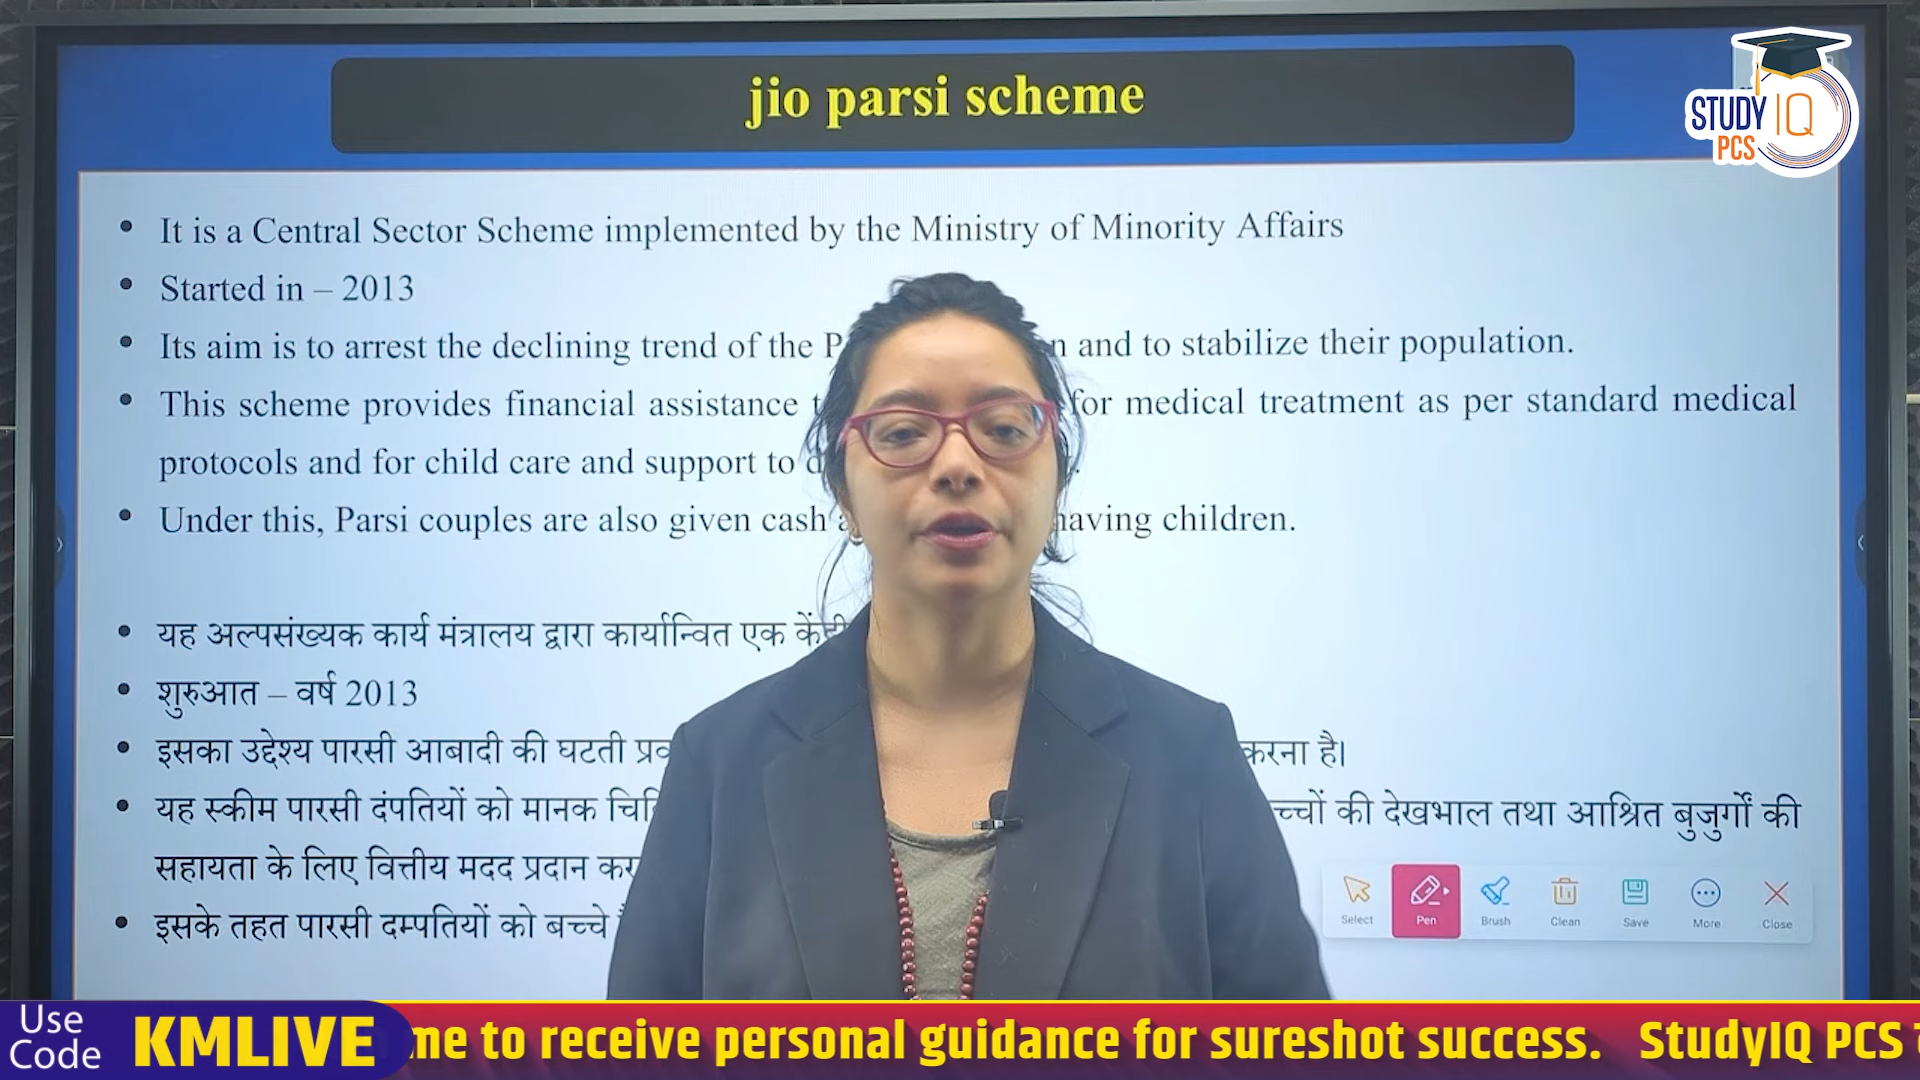 jio parsi scheme
STUDY IQ
PCS
• It is a Central Sector Scheme implemented by the Ministry of Minority Affairs
• Started in – 2013
• Its aim is to arrest the declining trend of the and to stabilize their population.
• This scheme provides financial assistance for medical treatment as per standard medical
protocols and for child care and support to
• Under this, Parsi couples are also given cash having children.
• यह अल्पसंख्यक कार्य मंत्रालय द्वारा कार्यान्वित एक
• शुरुआत – वर्ष 2013
• इसका उद्देश्य पारसी आबादी की घटती करना है।
• यह स्कीम पारसी दंपतियों को मानक बच्चों की देखभाल तथा आश्रित बुजुर्गों की
सहायता के लिए वित्तीय मदद प्रदान
• इसके तहत पारसी दम्पतियों को बच्चे
Select Pen Brush Clean Save More Close
Use
Code
KMLIVE
me to receive personal guidance for sureshot success. StudyIQ PCS